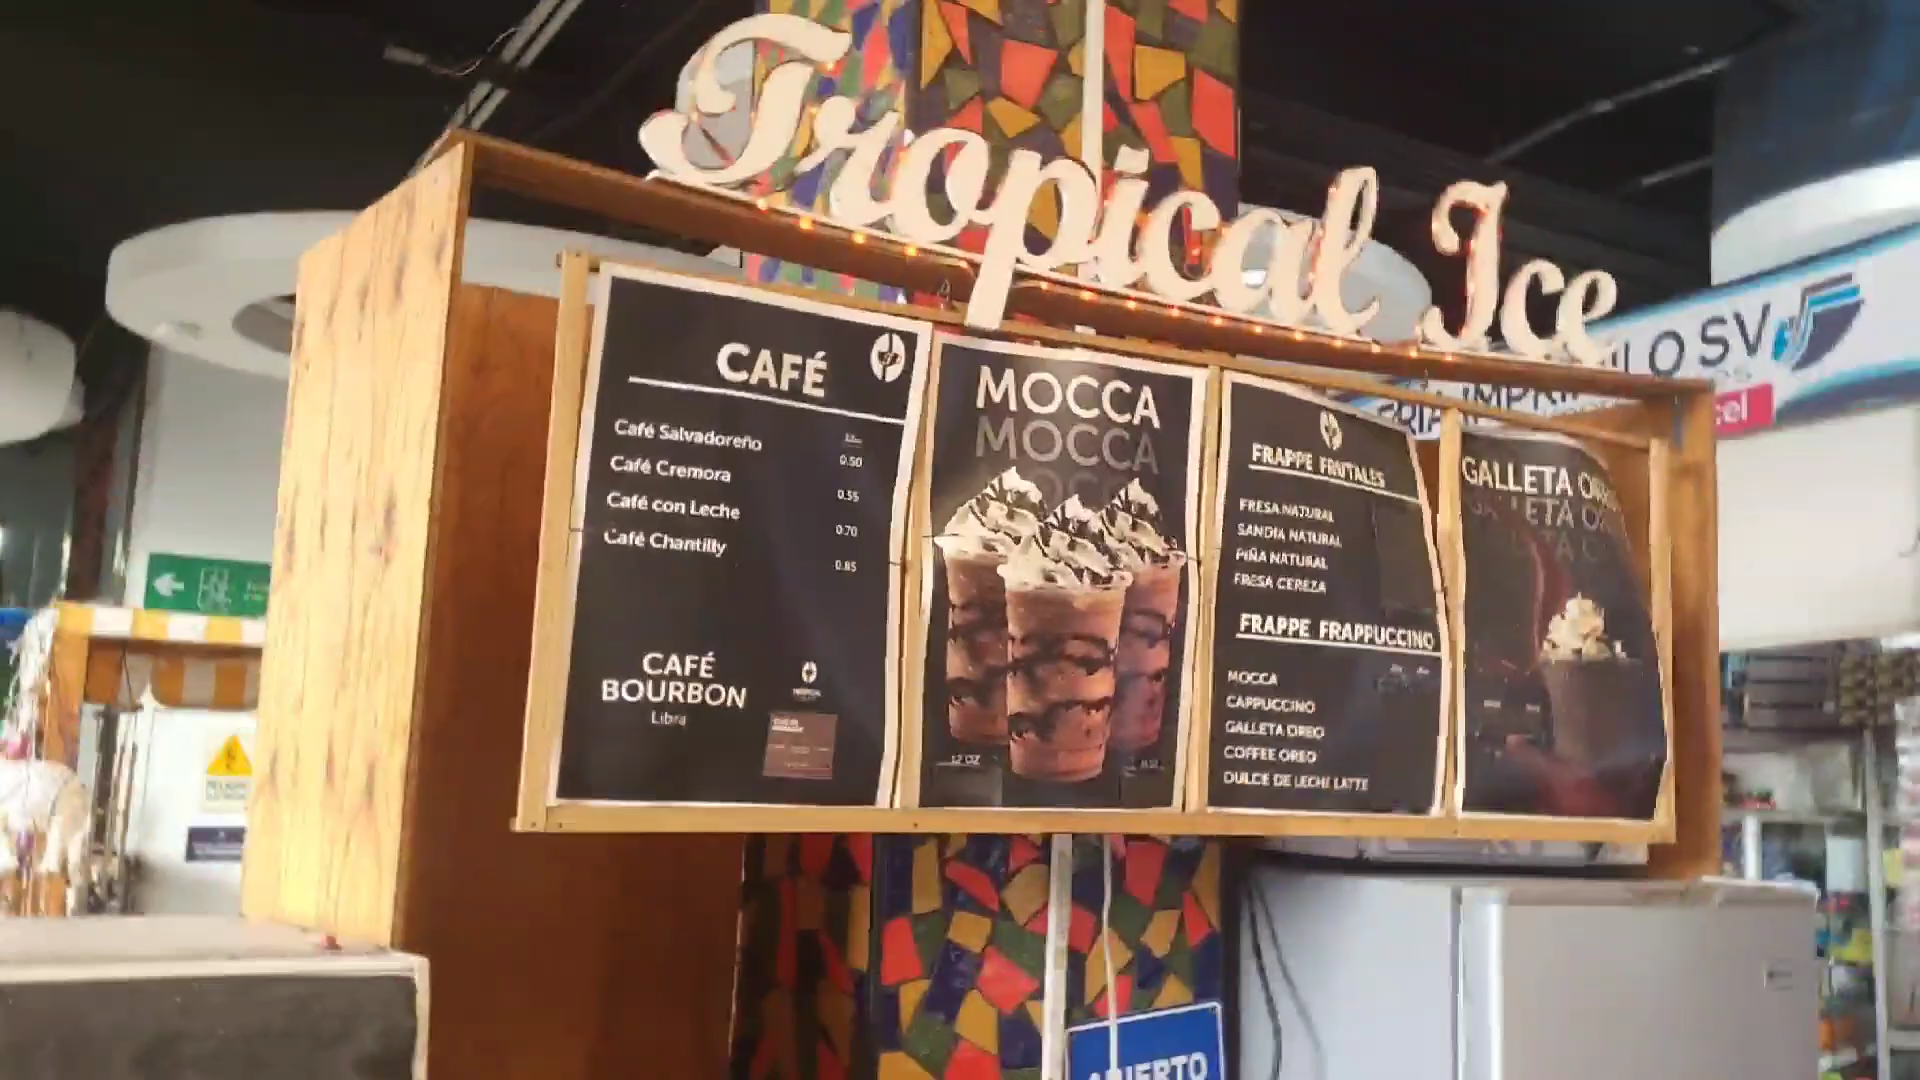 Tropical Ice
CAFÉ
Café Salvadoreño 0.50
Café Cremora 0.55
Café con Leche 0.70
Café Chantilly 0.85
CAFÉ
BOURBON
Libra
MOCCA
MOCCA
12 OZ
FRAPPE FRUTALES
FRESA NATURAL
SANDIA NATURAL
PIÑA NATURAL
FRESA CEREZA
FRAPPE FRAPPUCCINO
MOCCA
CAPPUCCINO
GALLETA OREO
COFFEE OREO
DULCE DE LECHE LATTE
GALLETA
SV
ABIERTO